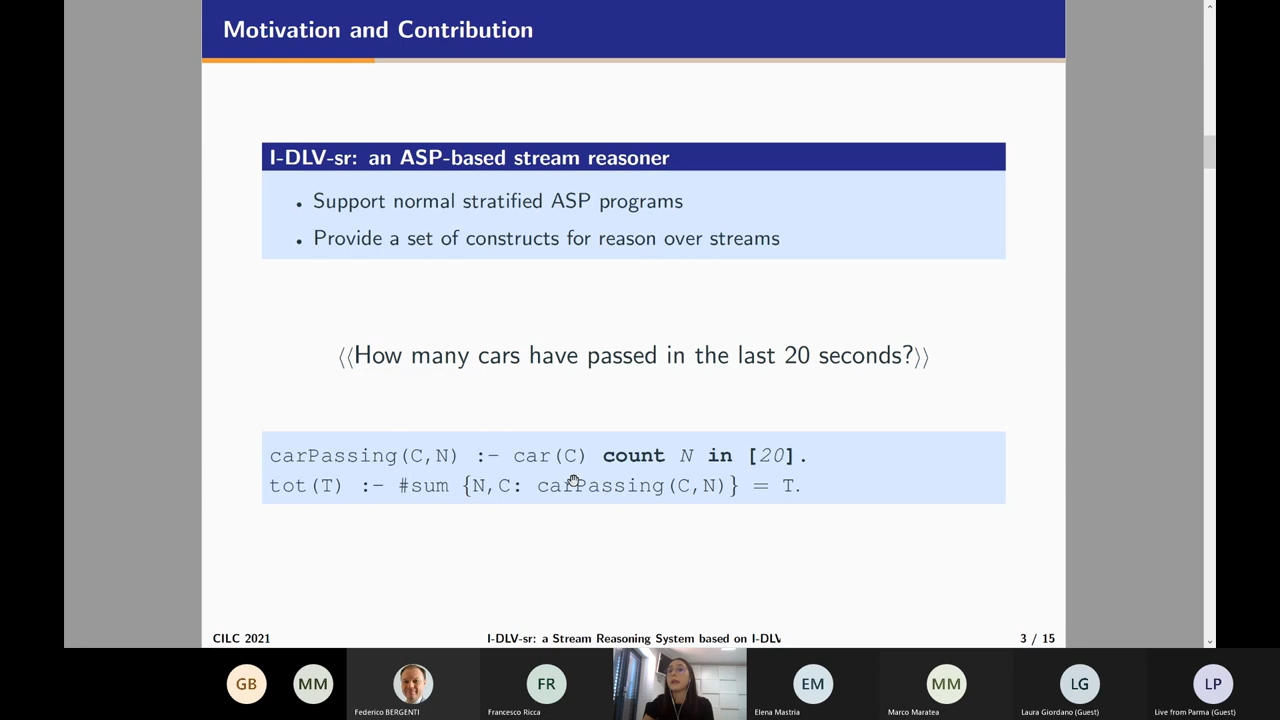 Motivation and Contribution
I-DLV-sr: an ASP-based stream reasoner
• Support normal stratified ASP programs
• Provide a set of constructs for reason over streams
⟨⟨How many cars have passed in the last 20 seconds?⟩⟩
carPassing(C,N) :- car(C) count N in [20].
tot(T) :- #sum {N,C: carPassing(C,N)} = T.
CILC 2021 I-DLV-sr: a Stream Reasoning System based on I-DLV 3 / 15
GB MM FR EM MM LG LP
Federico BERGENTI Francesco Ricca Elena Mastria Marco Maratea Laura Giordano (Guest) Live from Parma (Guest)